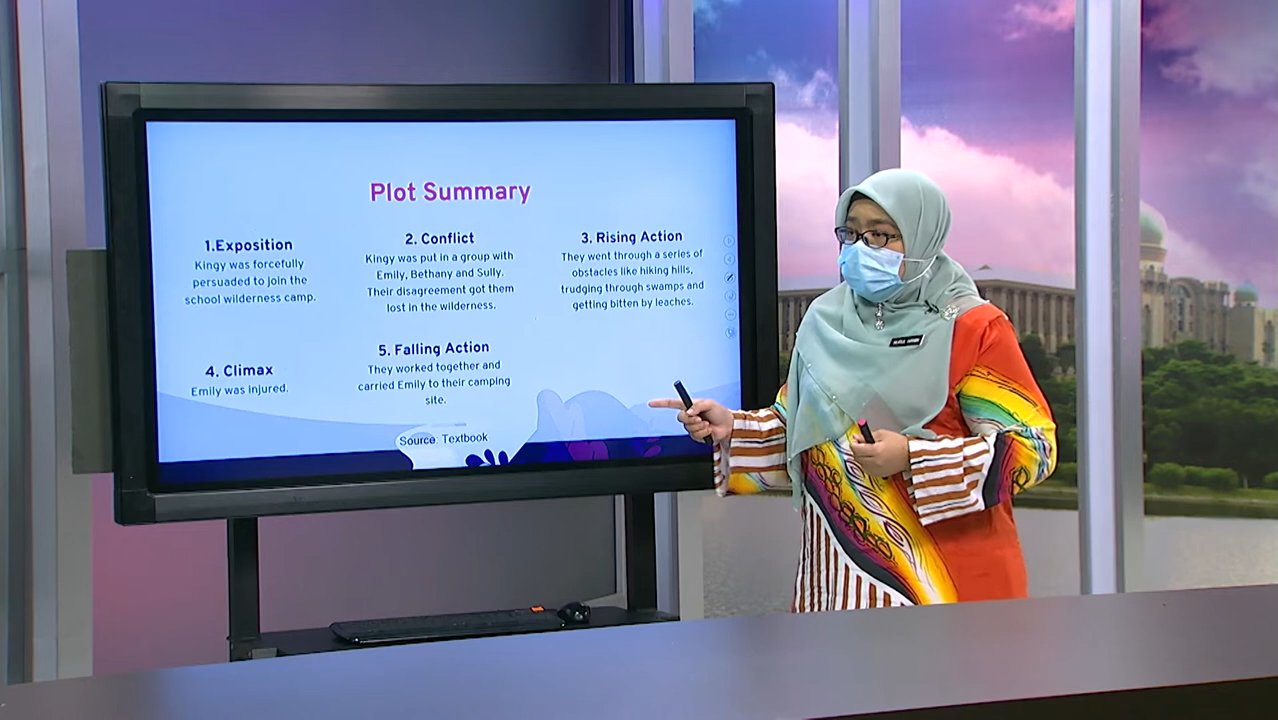 Plot Summary
1.Exposition
Kingy was forcefully
persuaded to join the
school wilderness camp.
2. Conflict
Kingy was put in a group with
Emily, Bethany and Sully.
Their disagreement got them
lost in the wilderness.
3. Rising Action
They went through a series of
obstacles like hiking hills,
trudging through swamps and
getting bitten by leaches.
4. Climax
Emily was injured.
5. Falling Action
They worked together and
carried Emily to their camping
site.
Source: Textbook